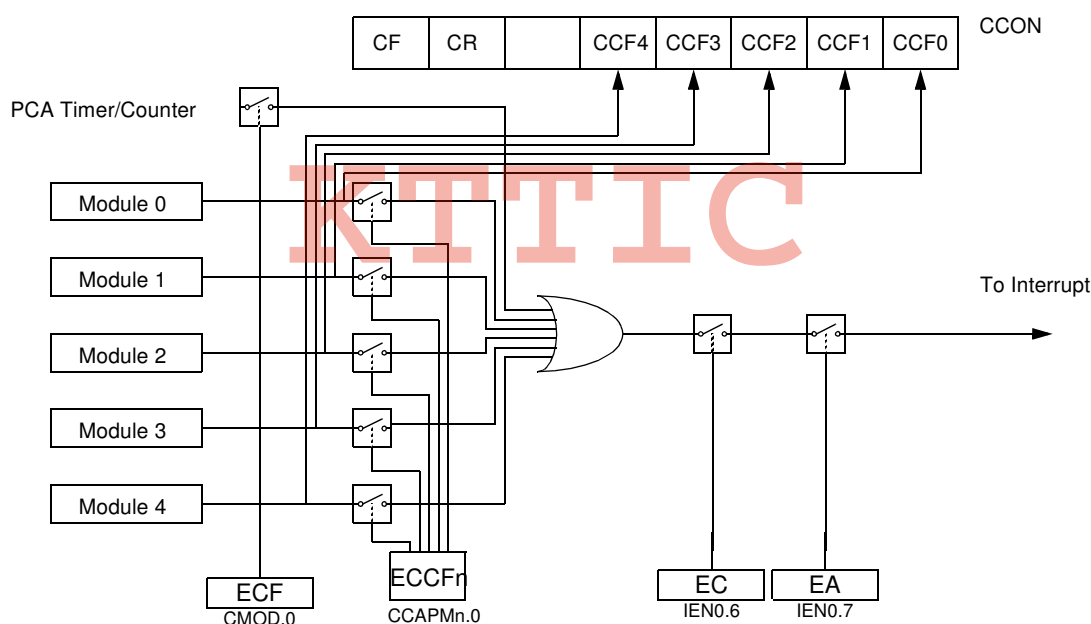 CF CR CCF4 CCF3 CCF2 CCF1 CCF0 CCON
PCA Timer/Counter
KTTIC
Module 0
Module 1
To Interrupt
Module 2
Module 3
Module 4
ECF
CMOD.0
ECCFn
CCAPMn.0
EC
IEN0.6
EA
IEN0.7